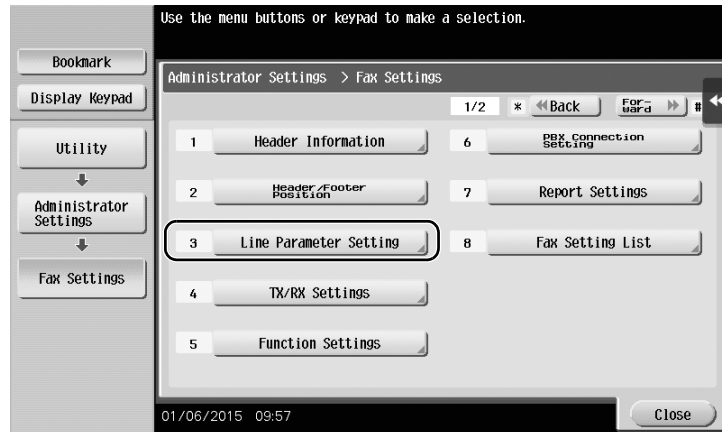 Use the menu buttons or keypad to make a selection.
Bookmark
Display Keypad
Utility
Administrator
Settings
Fax Settings
Administrator Settings > Fax Settings
1/2 * Back For-
ward #
1 Header Information
2 Header/Footer
Position
3 Line Parameter Setting
4 TX/RX Settings
5 Function Settings
6 PBX Connection
Setting
7 Report Settings
8 Fax Setting List
01/06/2015 09:57
Close